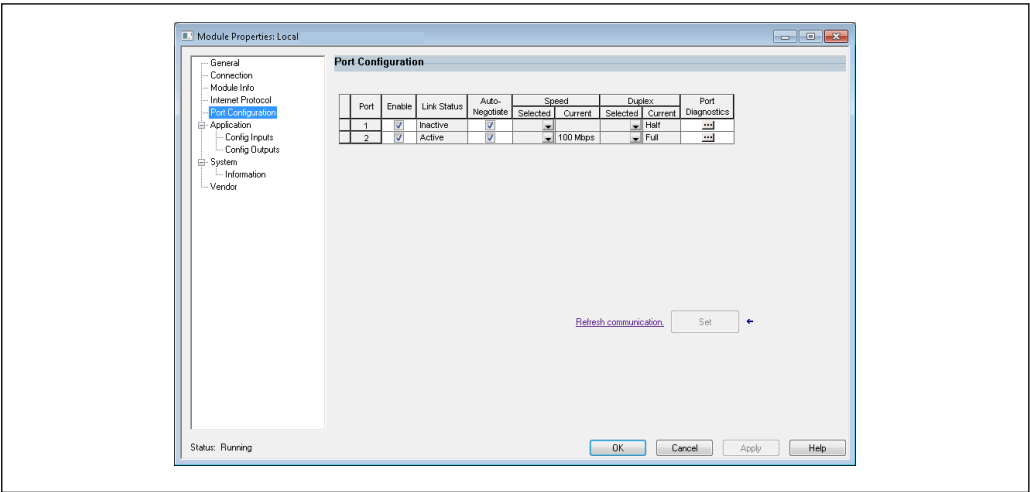 Module Properties: Local
General
Connection
Module Info
Internet Protocol
Port Configuration
Application
Config Inputs
Config Outputs
System
Information
Vendor
Port Configuration
Port Enable Link Status Auto-Negotiate Speed Duplex Port Diagnostics
Selected Current Selected Current
1 Inactive Half ...
2 Active 100 Mbps Full ...
Refresh communication. Set
Status: Running
OK Cancel Apply Help